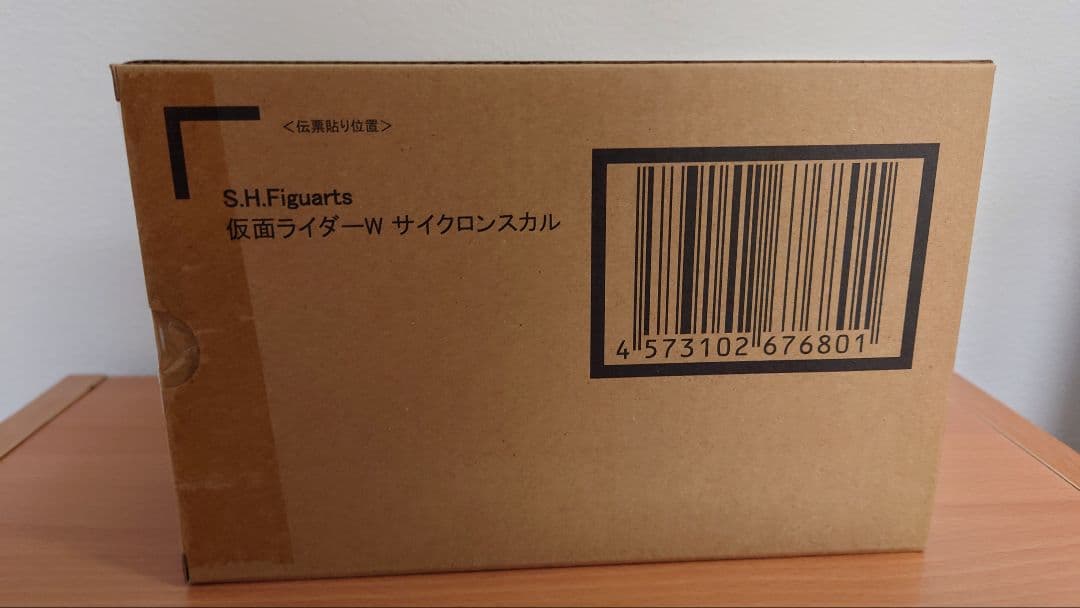 ＜伝票貼り位置＞
S.H.Figuarts
仮面ライダーW サイクロンスカル
4 573102 676801